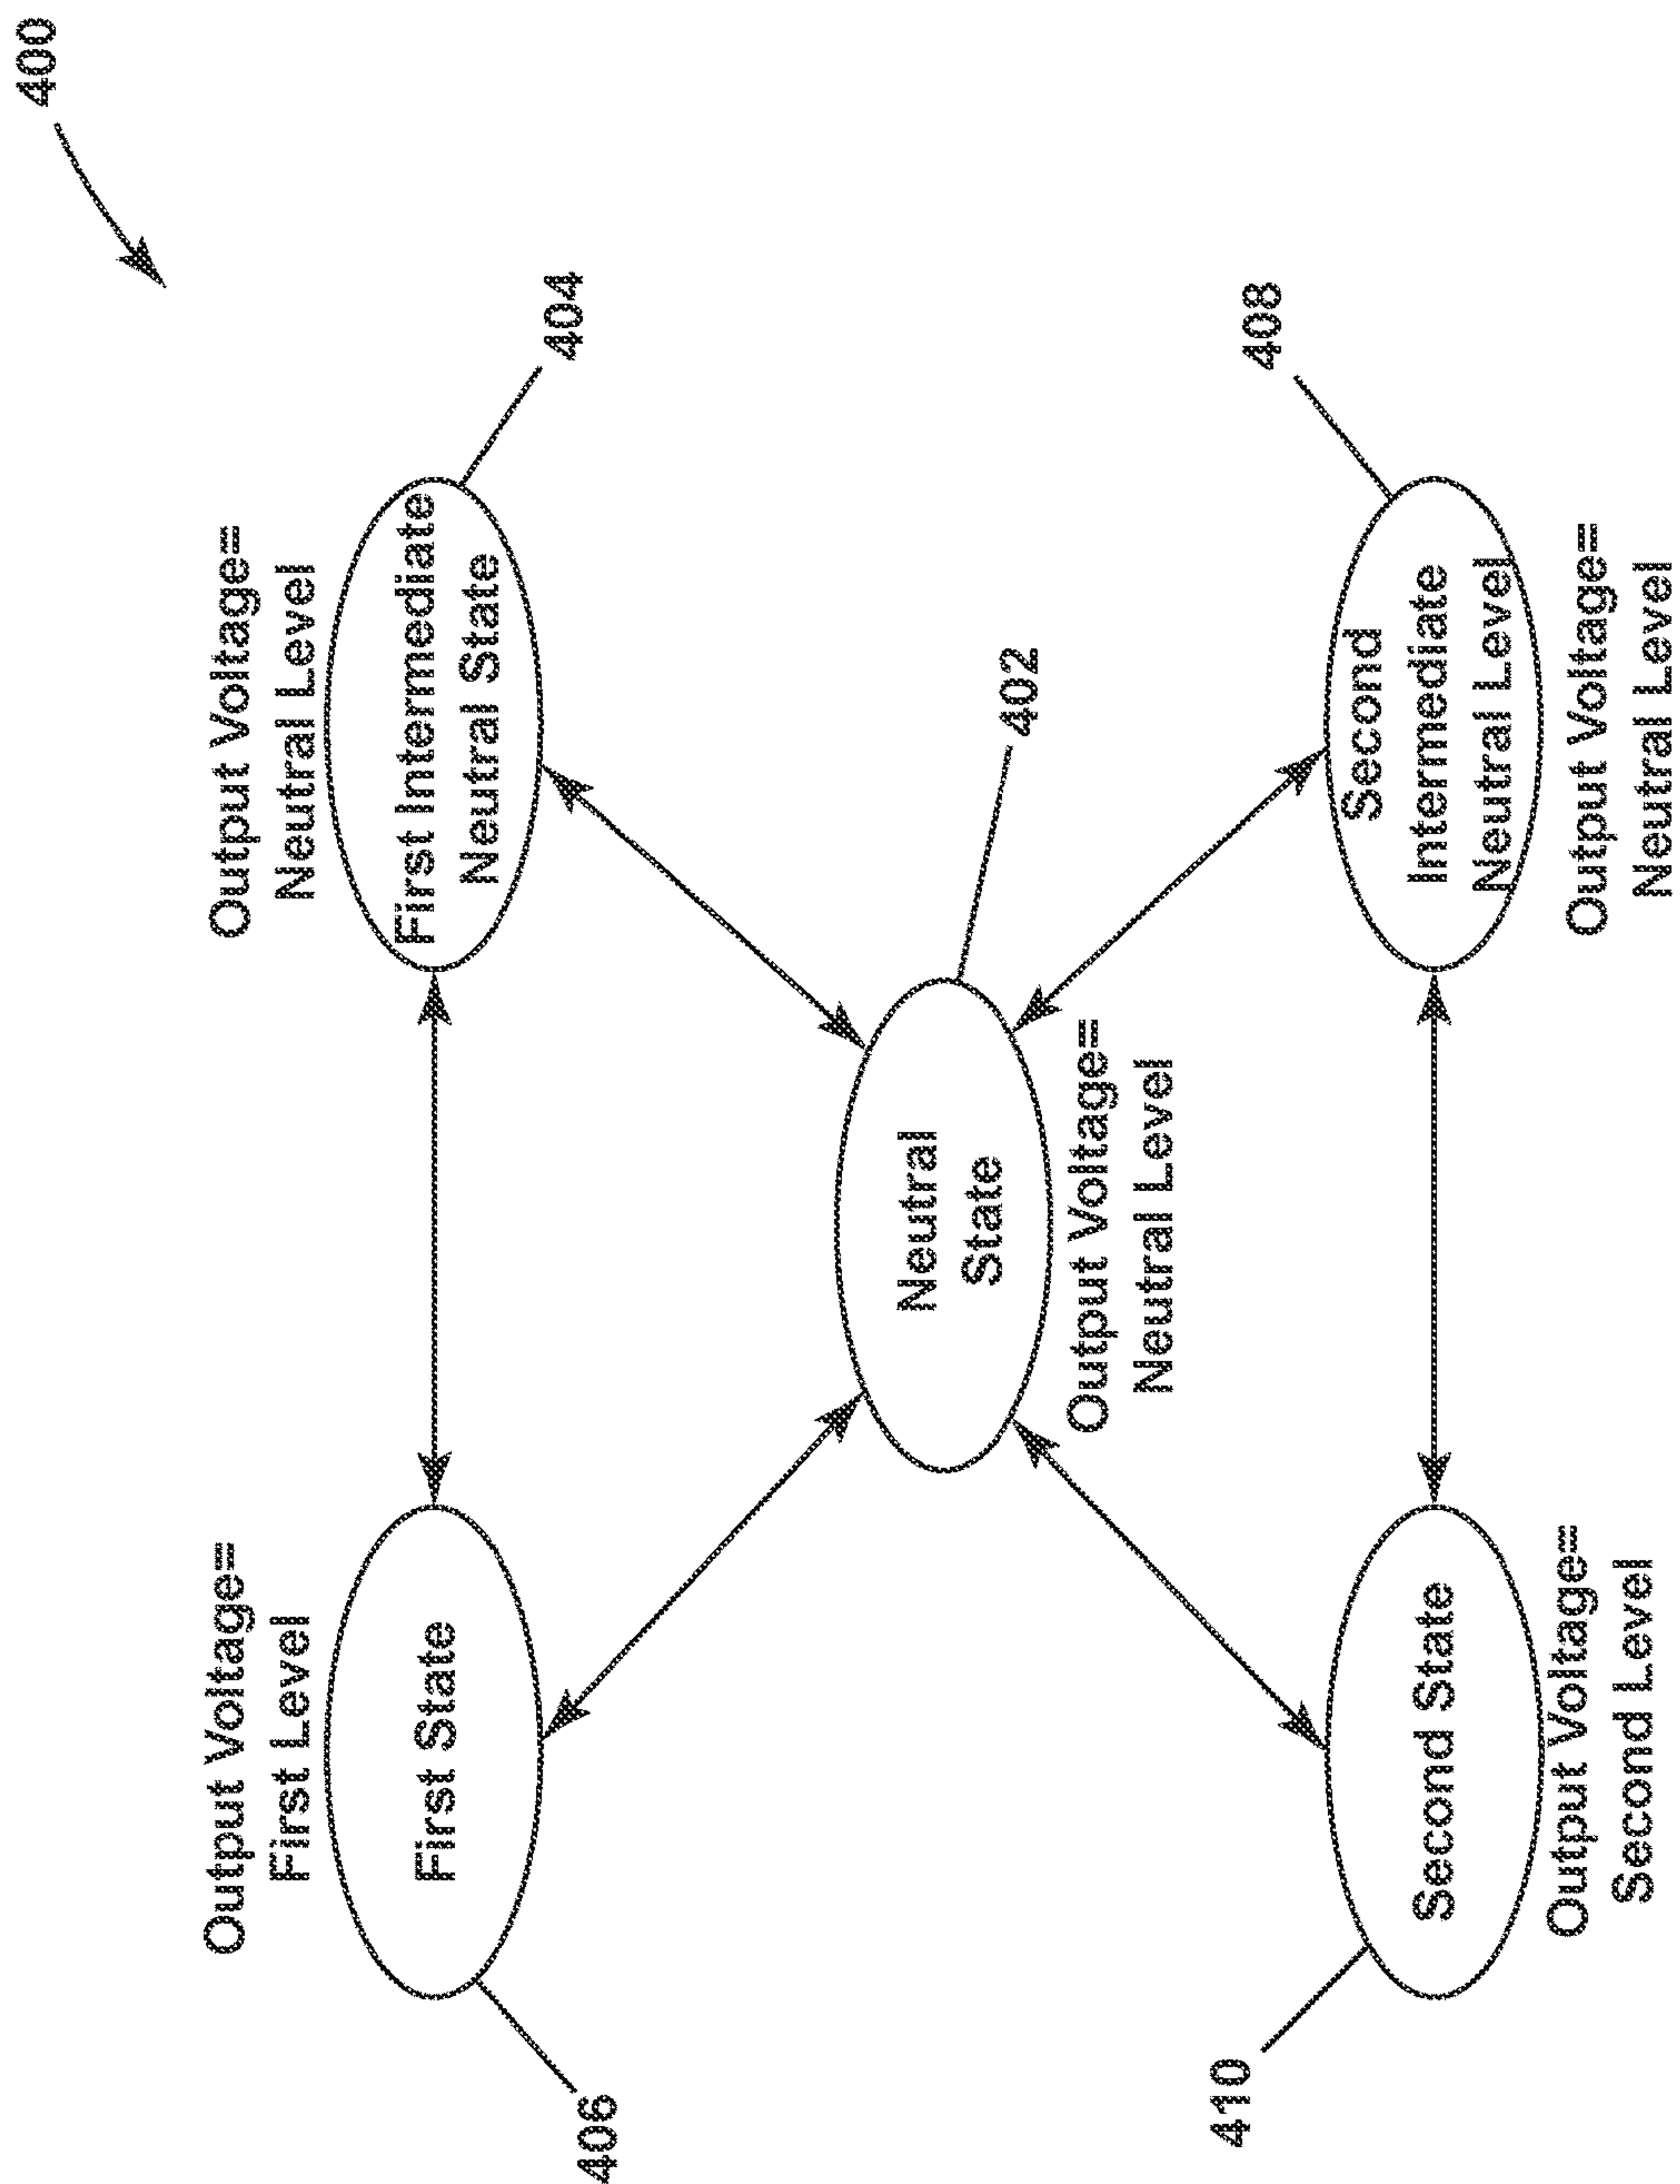 400
Output Voltage=
First Level
First State
406
Output Voltage=
Neutral Level
First Intermediate
Neutral State
404
Neutral
State
402
Output Voltage=
Neutral Level
410
Second State
Output Voltage=
Second Level
408
Second
Intermediate
Neutral Level
Output Voltage=
Neutral Level